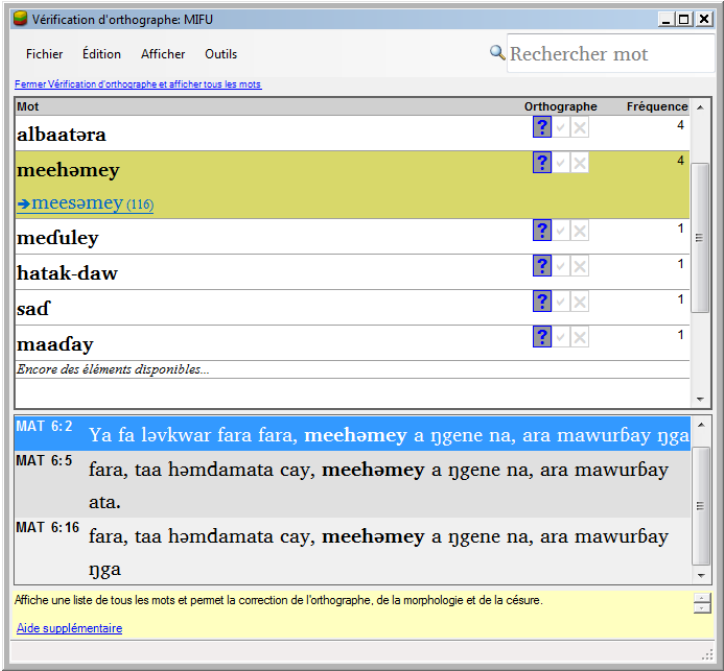 Vérification d'orthographe: MIFU
Fichier Édition Afficher Outils Rechercher mot
Fermer Vérification d'orthographe et afficher tous les mots
Mot Orthographe Fréquence
albaatəra ? 4
meehəmey ? 4
➔meesəmey (116)
meɗuley ? 1
hatak-daw ? 1
saɗ ? 1
maaɗay ? 1
Encore des éléments disponibles...
MAT 6:2 Ya fa ləvkwar fara fara, meehəmey a ŋgene na, ara mawurɓay ŋga
MAT 6:5 fara, taa həmdamata cay, meehəmey a ŋgene na, ara mawurɓay
ata.
MAT 6:16 fara, taa həmdamata cay, meehəmey a ŋgene na, ara mawurɓay
ŋga
Affiche une liste de tous les mots et permet la correction de l'orthographe, de la morphologie et de la césure.
Aide supplémentaire